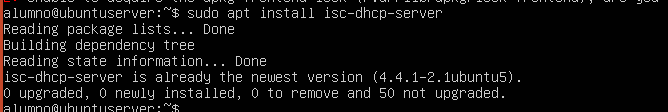 alumno@ubuntuserver:~$ sudo apt install isc-dhcp-server
Reading package lists... Done
Building dependency tree
Reading state information... Done
isc-dhcp-server is already the newest version (4.4.1-2.1ubuntu5).
0 upgraded, 0 newly installed, 0 to remove and 50 not upgraded.
alumno@ubuntuserver:~$